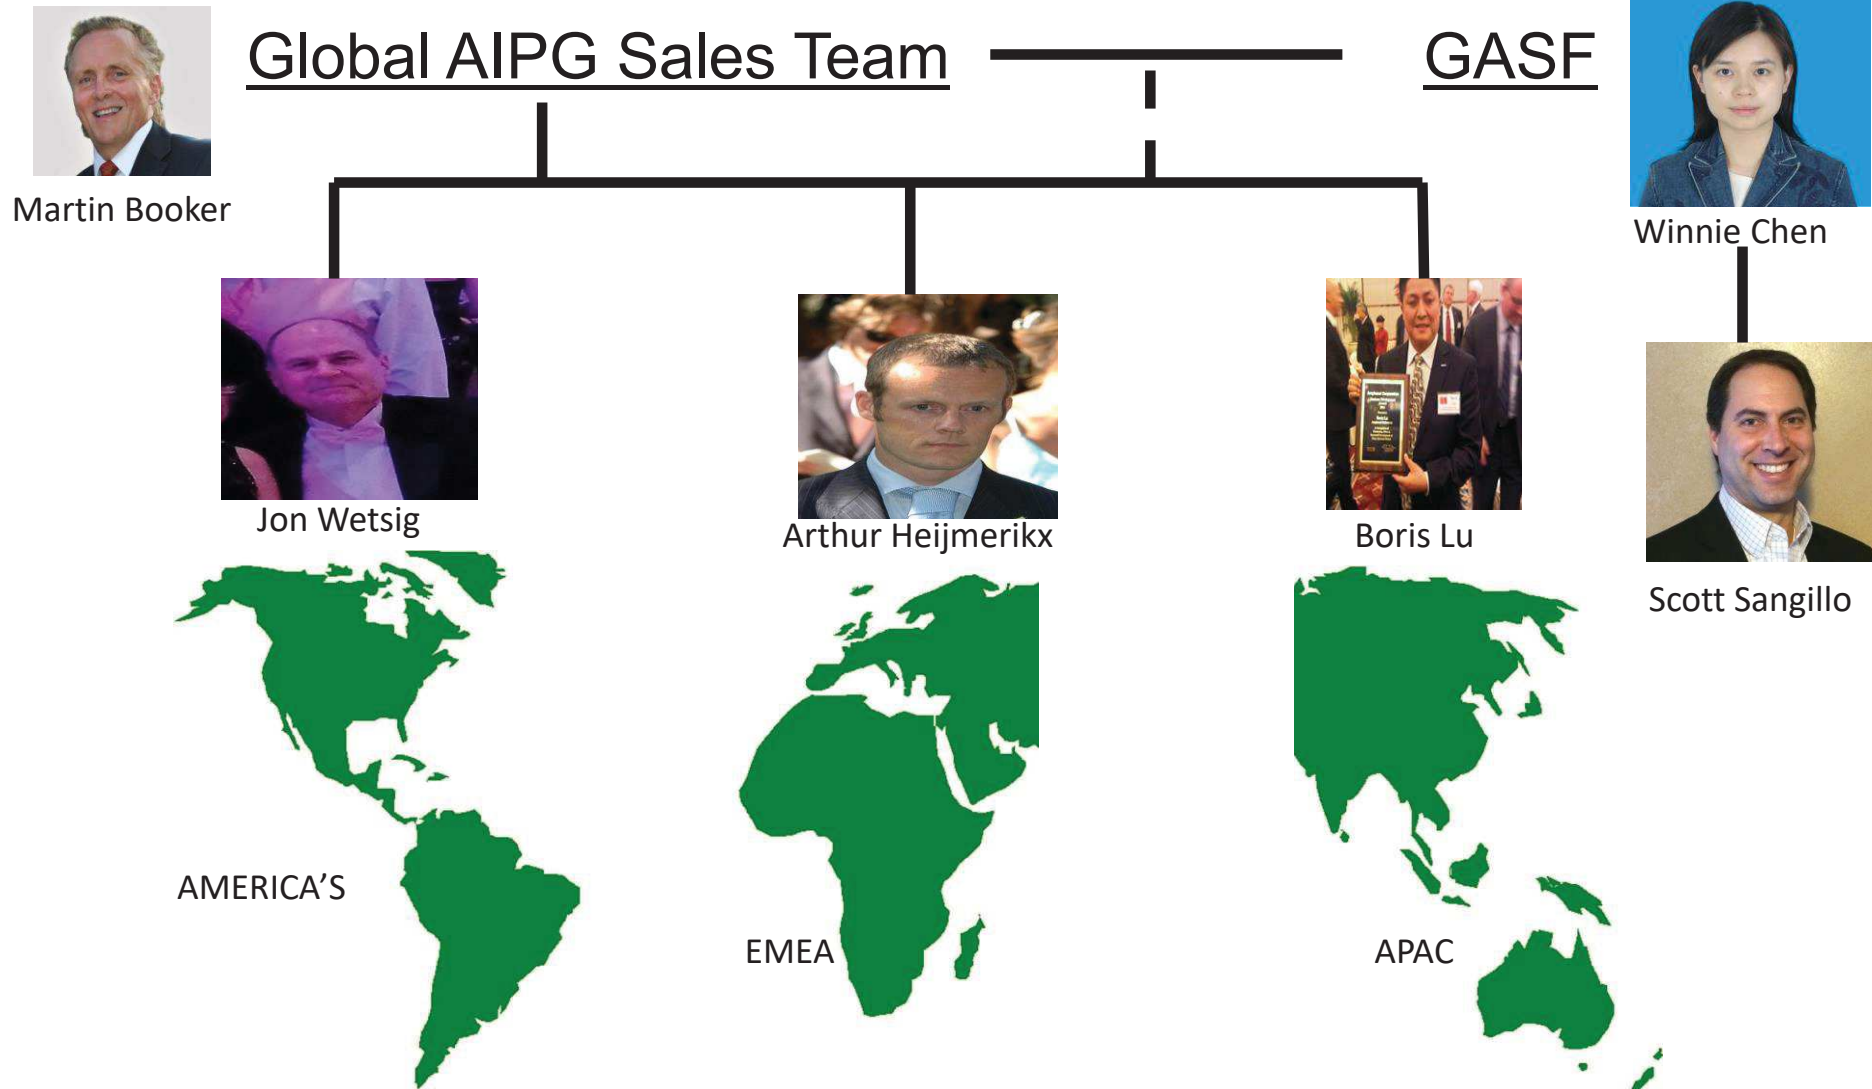 Global AIPG Sales Team
GASF
Martin Booker
Winnie Chen
Jon Wetsig
Arthur Heijmerikx
Boris Lu
Scott Sangillo
AMERICA'S
EMEA
APAC